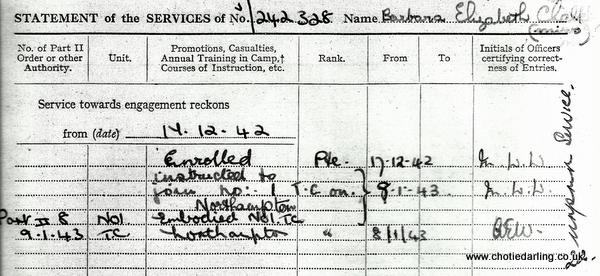 STATEMENT of the SERVICES of No. 242328 Name Barbara Elizabeth
(miss)
No. of Part II Order or other Authority. Unit. Promotions, Casualties, Annual Training in Camp,† Courses of Instruction, etc. Rank. From To Initials of Officers certifying correctness of Entries.
Service towards engagement reckons
from (date) 17.12.42
Enrolled Pte. 17-12-42
instructed to
join No:- 1 T.C on 9-1-43
Northampton
Part II 8 No1 Embodied No1.TC
9.1.43 TC Northampton " 8/1/43
Service.
www.chotiedarling.co.uk